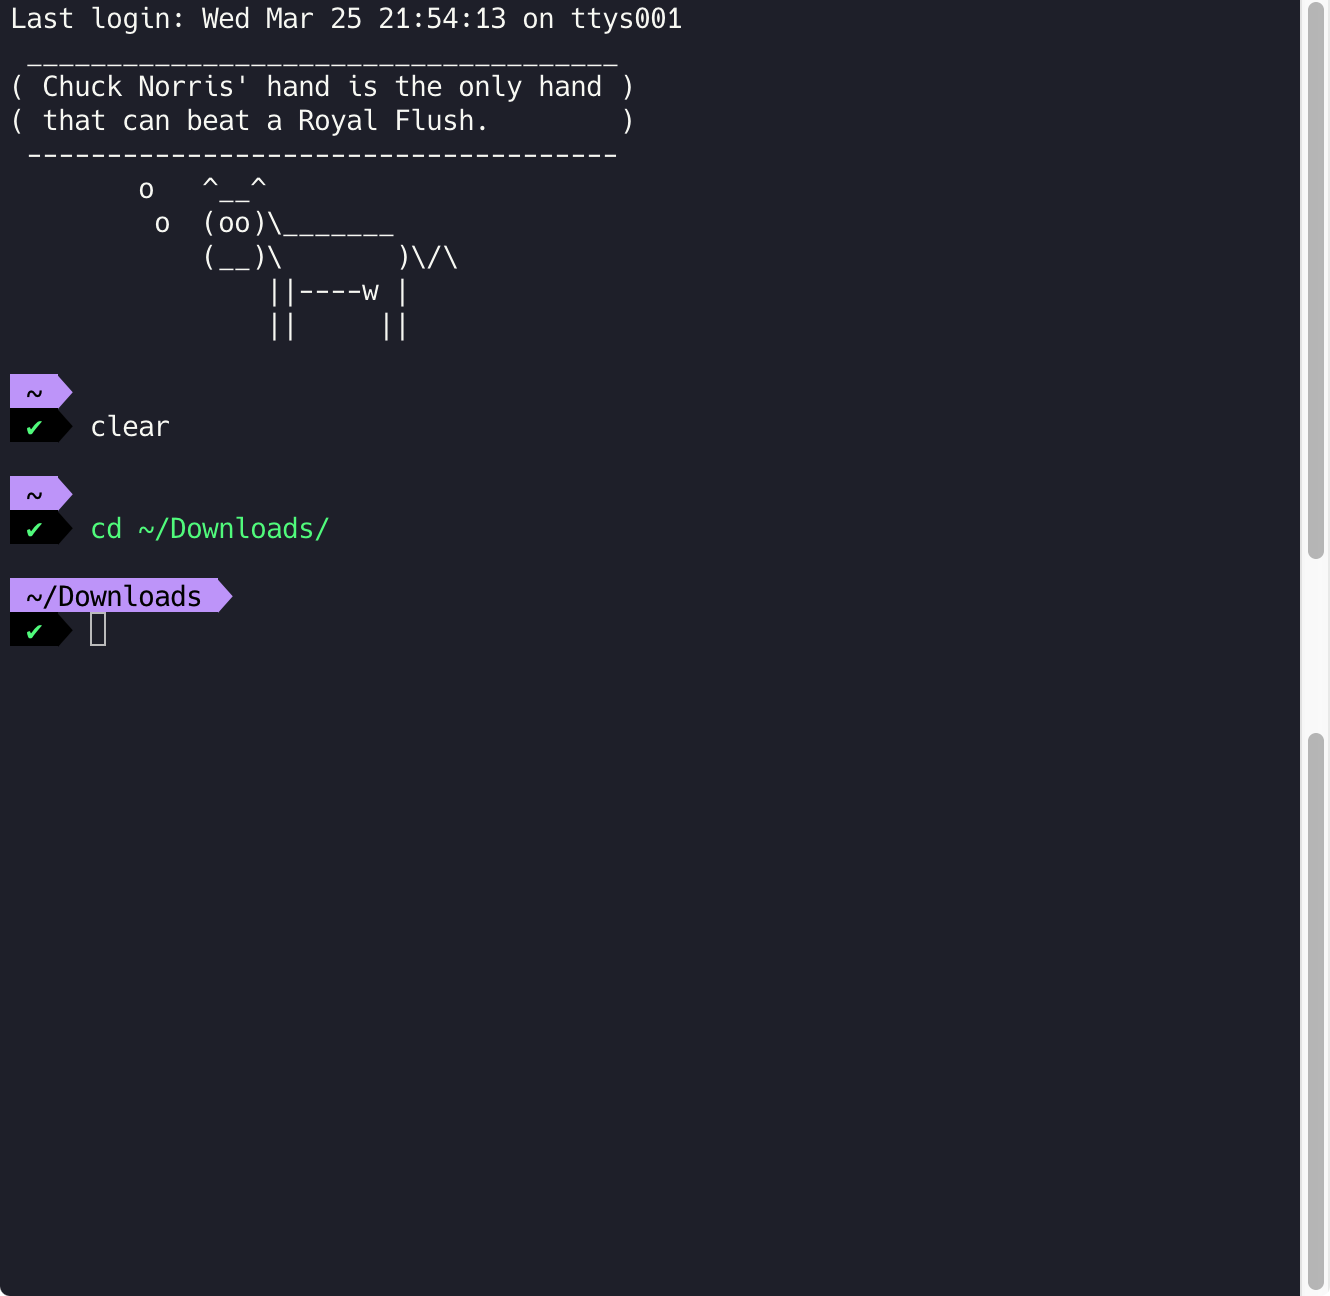 Last login: Wed Mar 25 21:54:13 on ttys001
 _____________________________________
( Chuck Norris' hand is the only hand )
( that can beat a Royal Flush.        )
 -------------------------------------
        o   ^__^
         o  (oo)\_______
            (__)\       )\/\
                ||----w |
                ||     ||
~
✔ clear
~
✔ cd ~/Downloads/
~/Downloads
✔